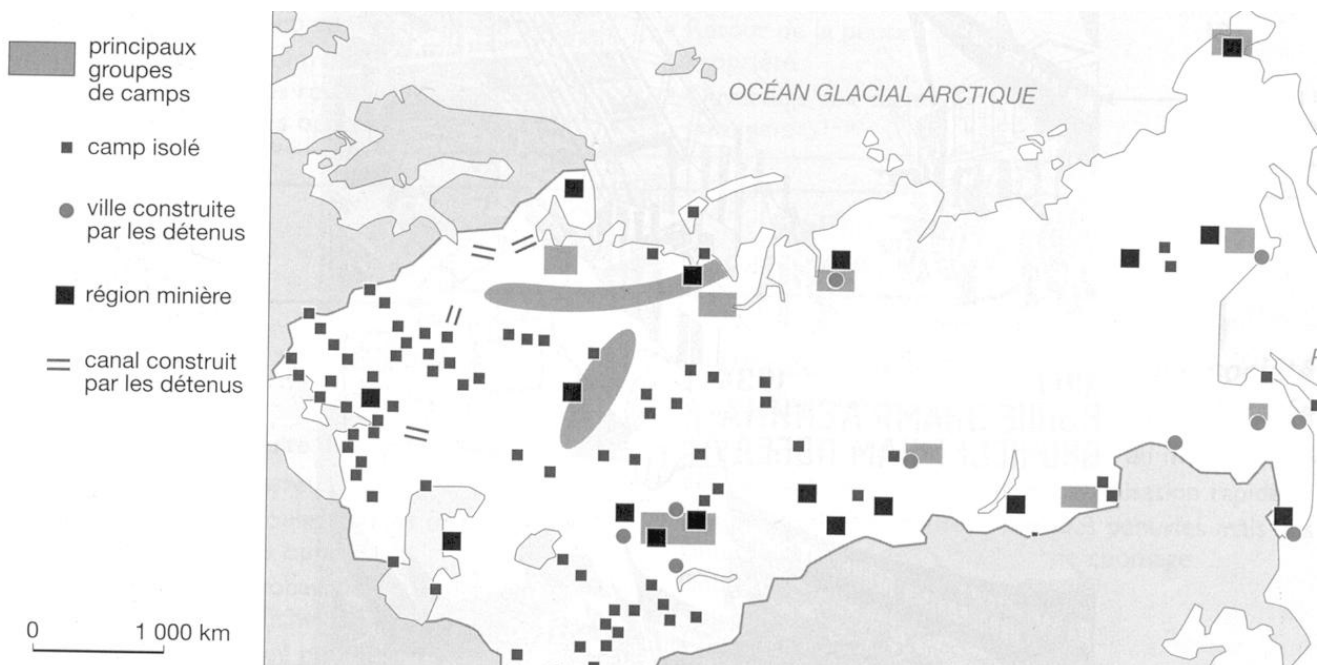 principaux
groupes
de camps
camp isolé
ville construite
par les détenus
région minière
canal construit
par les détenus
0 1 000 km
OCÉAN GLACIAL ARCTIQUE